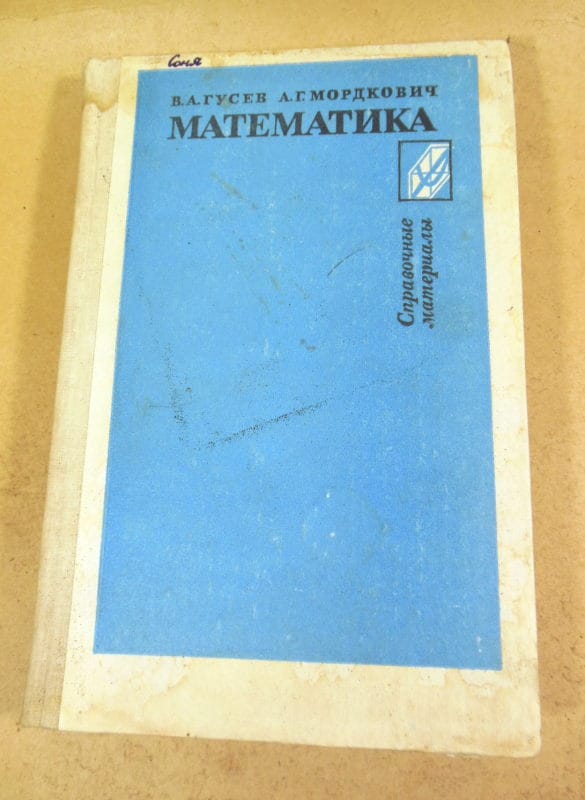 Соня
В.А.ГУСЕВ А.Г.МОРДКОВИЧ
МАТЕМАТИКА
Справочные
материалы